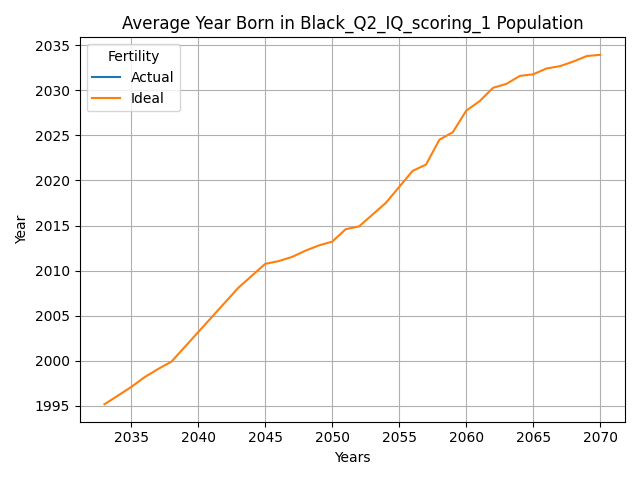 Average Year Born in Black_Q2_IQ_scoring_1 Population
Fertility
Actual
Ideal
Year
2035
2030
2025
2020
2015
2010
2005
2000
1995
2035 2040 2045 2050 2055 2060 2065 2070
Years